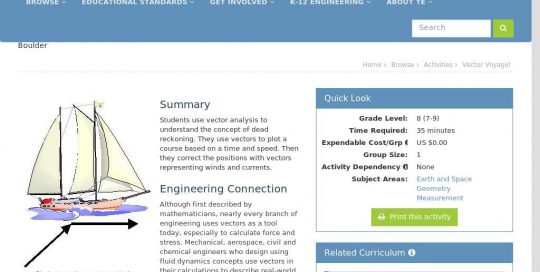 BROWSE EDUCATIONAL STANDARDS GET INVOLVED K-12 ENGINEERING ABOUT TE
Search
Boulder
Home › Browse › Activities › Vector Voyage!
Summary
Students use vector analysis to
understand the concept of dead
reckoning. They use vectors to plot a
course based on time and speed. Then
they correct the positions with vectors
representing winds and currents.
Engineering Connection
Although first described by
mathematicians, nearly every branch of
engineering uses vectors as a tool
today, especially to calculate force and
stress. Mechanical, aerospace, civil and
chemical engineers who design using
fluid dynamics concepts use vectors in
their calculations to describe real-world
Quick Look
Grade Level: 8 (7-9)
Time Required: 35 minutes
Expendable Cost/Grp US $0.00
Group Size: 1
Activity Dependency None
Subject Areas: Earth and Space
Geometry
Measurement
Print this activity
Related Curriculum